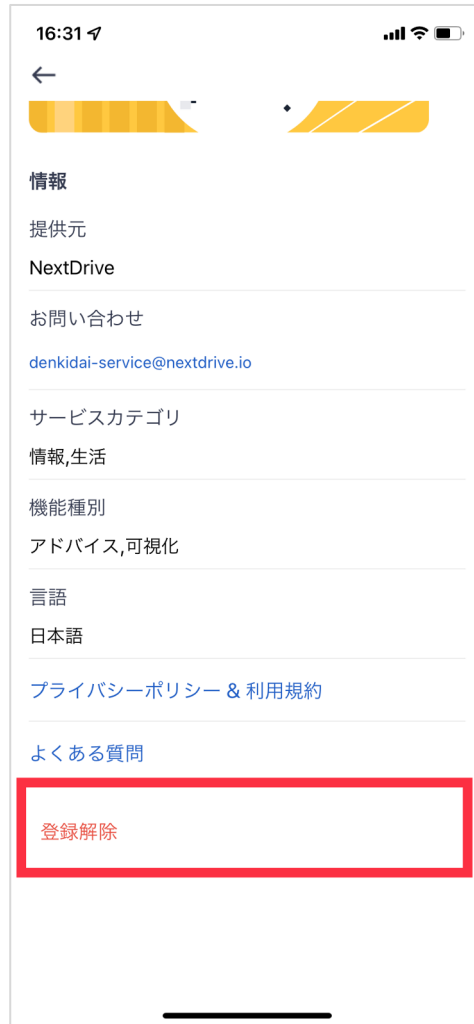 16:31
情報
提供元
NextDrive
お問い合わせ
denkidai-service@nextdrive.io
サービスカテゴリ
情報,生活
機能種別
アドバイス,可視化
言語
日本語
プライバシーポリシー & 利用規約
よくある質問
登録解除